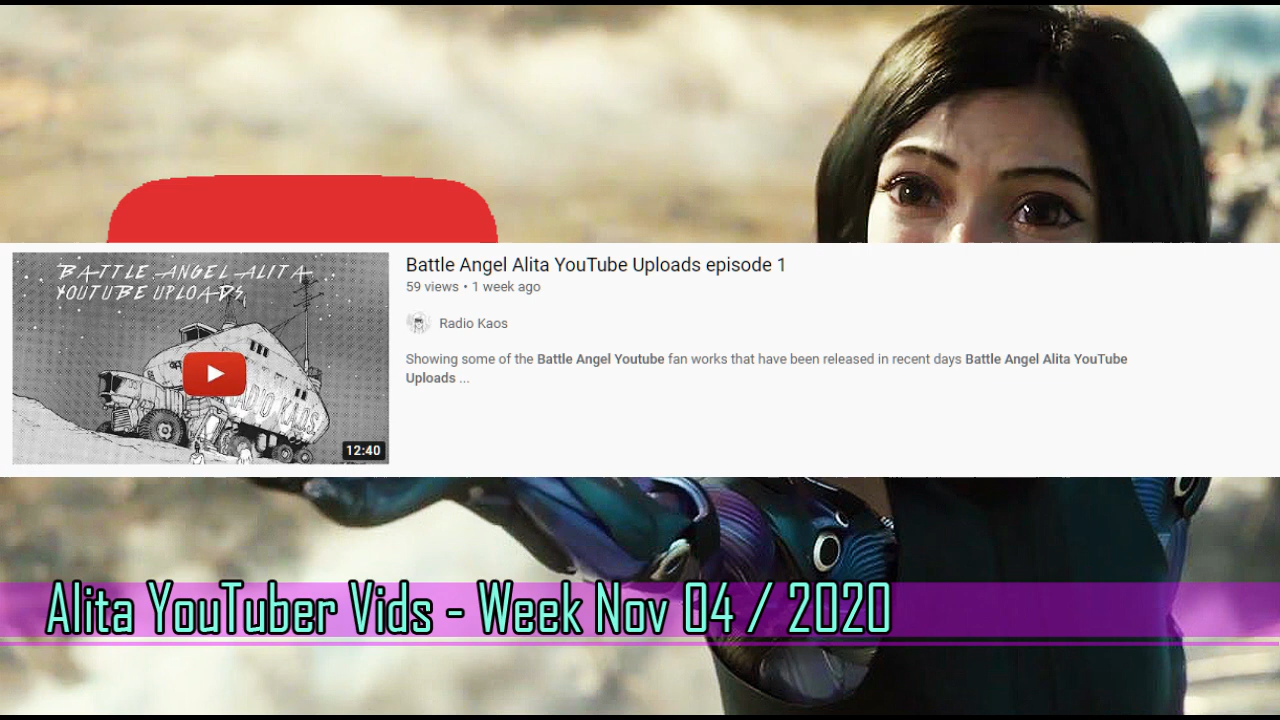 BATTLE ANGEL ALITA
YOUTUBE UPLOADS
RADIO KAOS
12:40
Battle Angel Alita YouTube Uploads episode 1
59 views • 1 week ago
Radio Kaos
Showing some of the Battle Angel Youtube fan works that have been released in recent days Battle Angel Alita YouTube
Uploads ...
Alita YouTuber Vids - Week Nov 04 / 2020